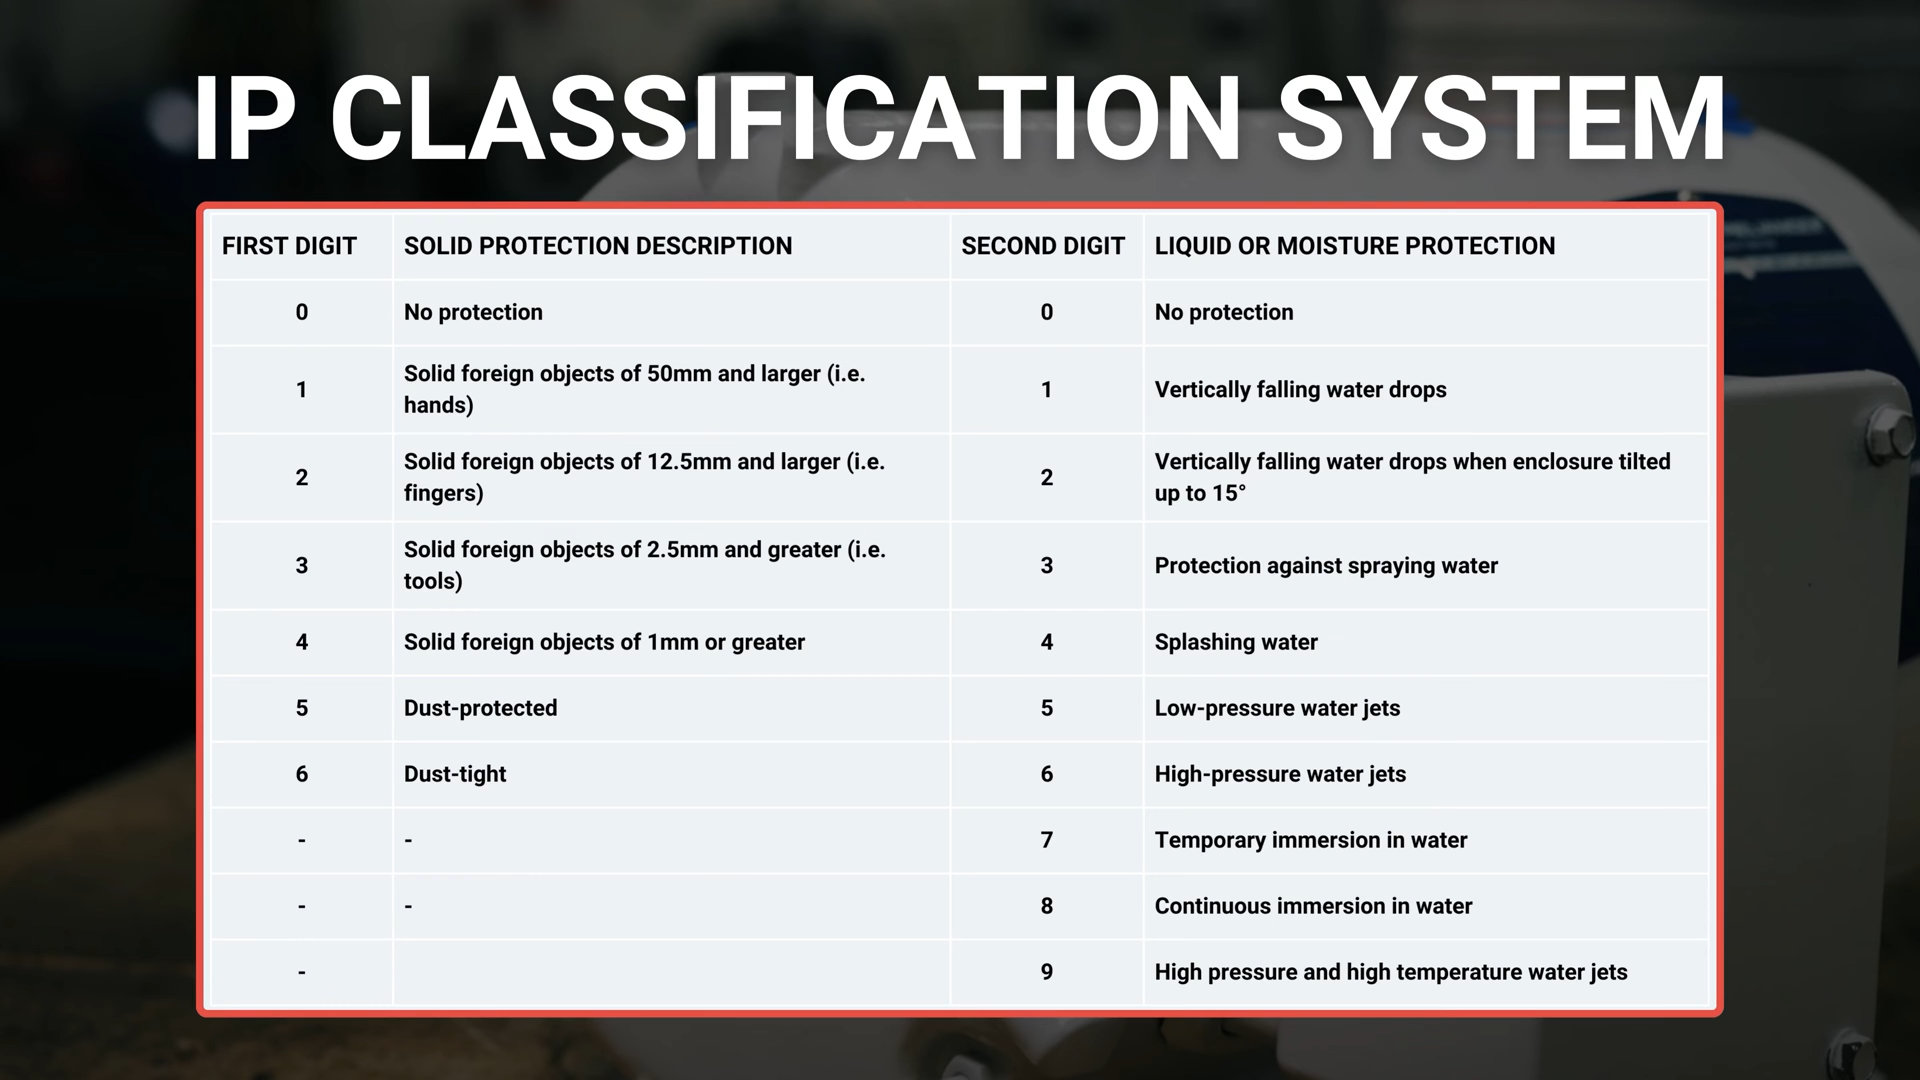 IP CLASSIFICATION SYSTEM
FIRST DIGIT SOLID PROTECTION DESCRIPTION SECOND DIGIT LIQUID OR MOISTURE PROTECTION
0 No protection 0 No protection
1 Solid foreign objects of 50mm and larger (i.e.
hands) 1 Vertically falling water drops
2 Solid foreign objects of 12.5mm and larger (i.e.
fingers) 2 Vertically falling water drops when enclosure tilted
up to 15°
3 Solid foreign objects of 2.5mm and greater (i.e.
tools) 3 Protection against spraying water
4 Solid foreign objects of 1mm or greater 4 Splashing water
5 Dust-protected 5 Low-pressure water jets
6 Dust-tight 6 High-pressure water jets
- - 7 Temporary immersion in water
- - 8 Continuous immersion in water
- 9 High pressure and high temperature water jets